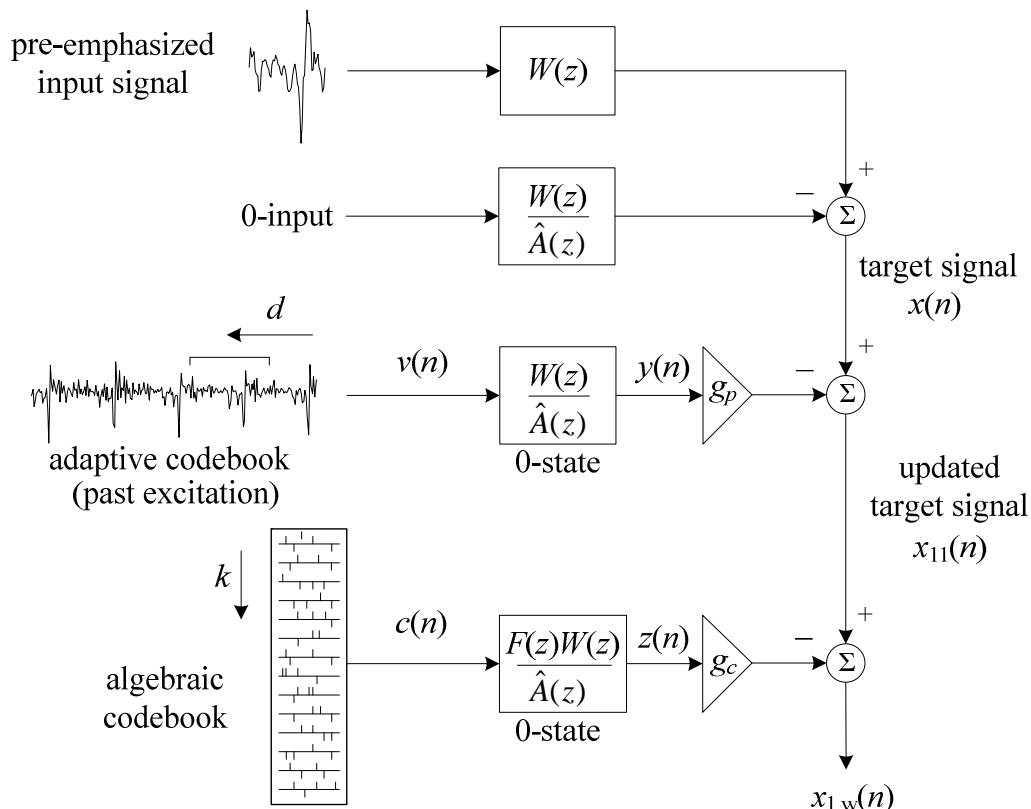 pre-emphasized
input signal
W(z)
+
0-input
W(z)
Â(z)
−
Σ
target signal
x(n)
d
+
v(n)
W(z)
Â(z)
0-state
y(n)
g_p
−
Σ
adaptive codebook
(past excitation)
updated
target signal
x_11(n)
k
+
c(n)
F(z)W(z)
Â(z)
0-state
z(n)
g_c
−
Σ
algebraic
codebook
x_1,w(n)